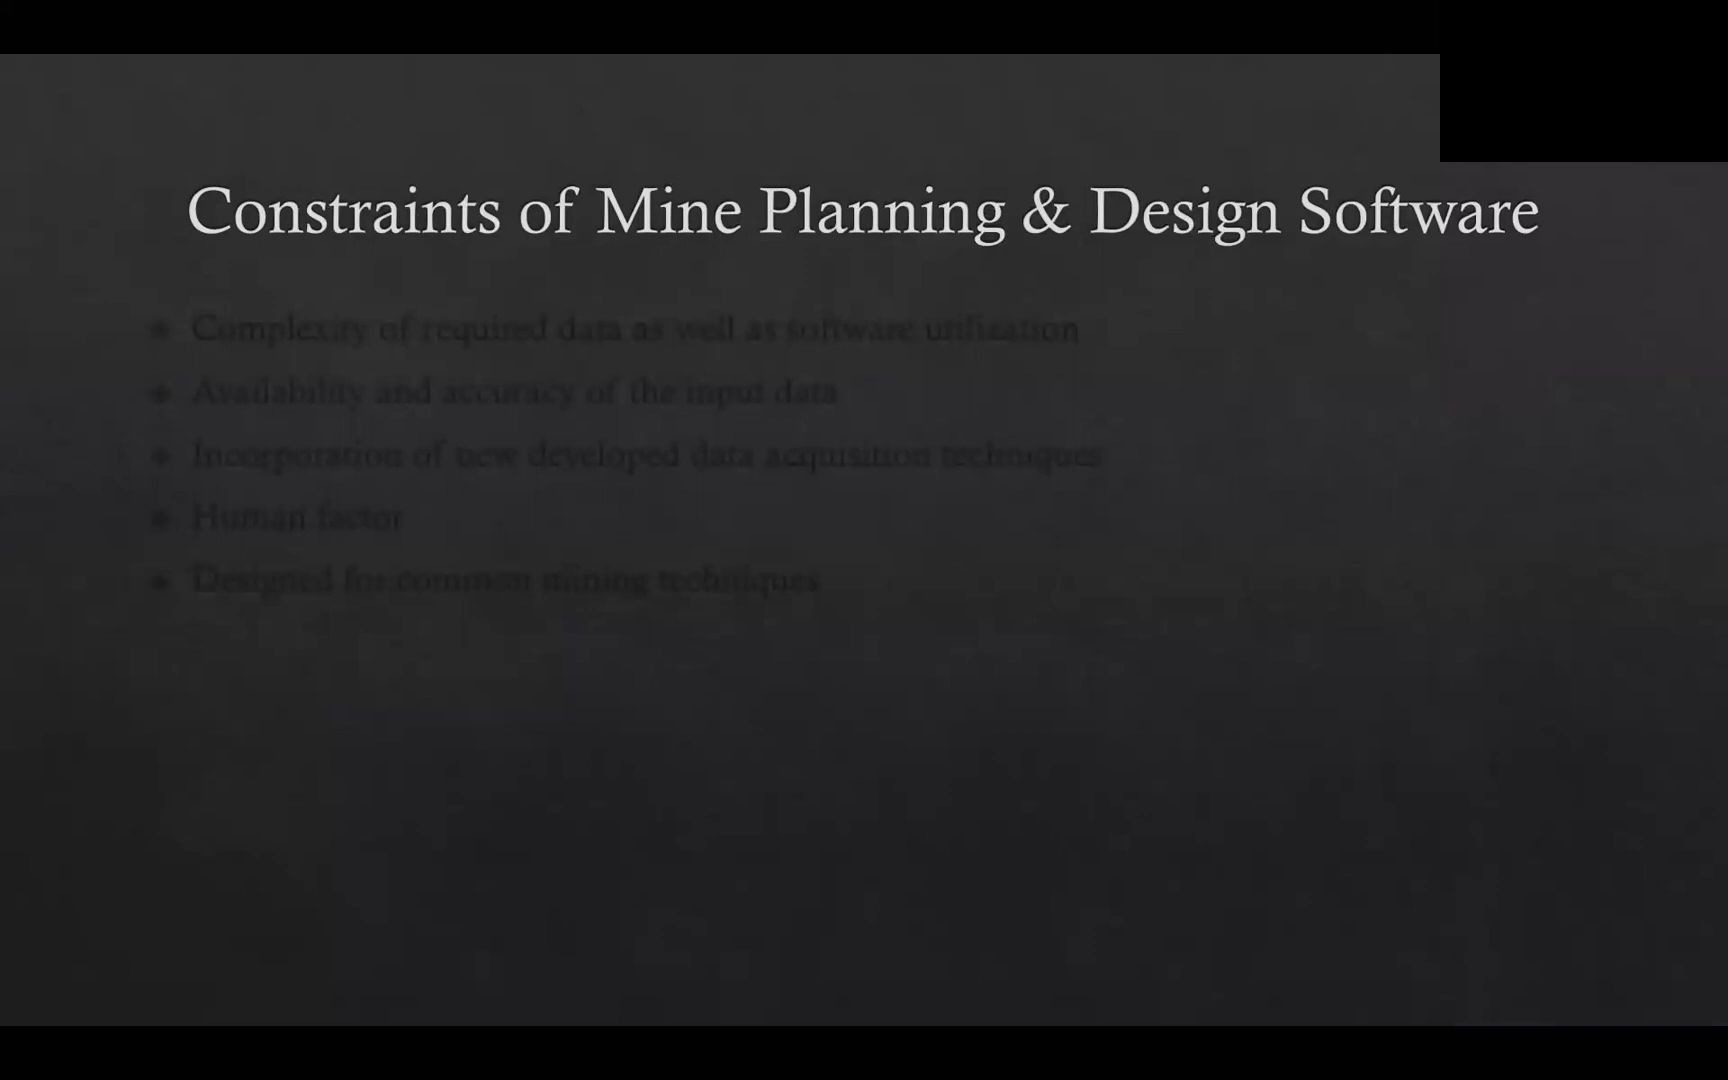 Constraints of Mine Planning & Design Software
Complexity of required data as well as software utilization
Availability and accuracy of the input data
Incorporation of new developed data acquisition techniques
Human factor
Designed for common mining techniques